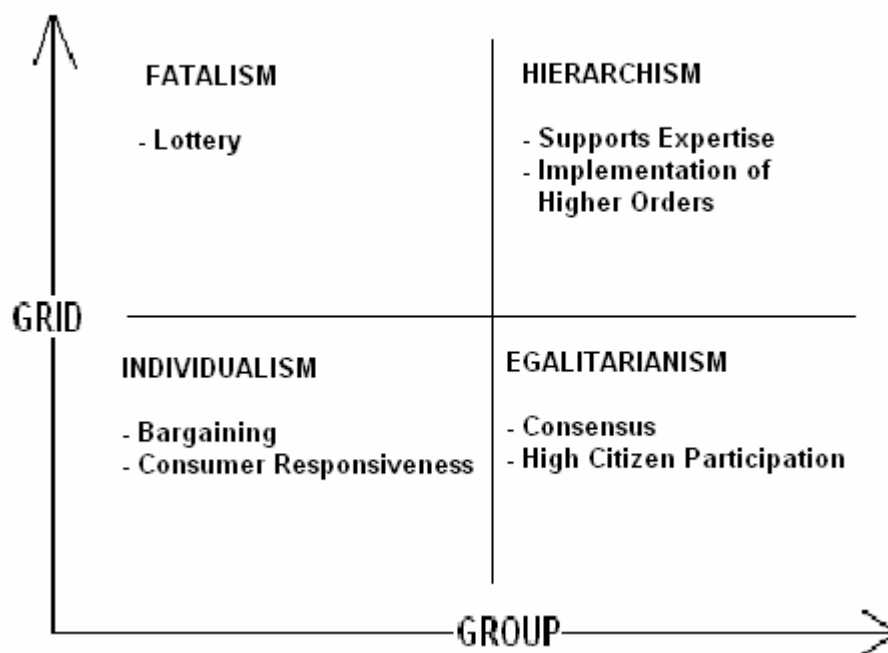 FATALISM
- Lottery
HIERARCHISM
- Supports Expertise
- Implementation of
Higher Orders
GRID
INDIVIDUALISM
- Bargaining
- Consumer Responsiveness
EGALITARIANISM
- Consensus
- High Citizen Participation
GROUP